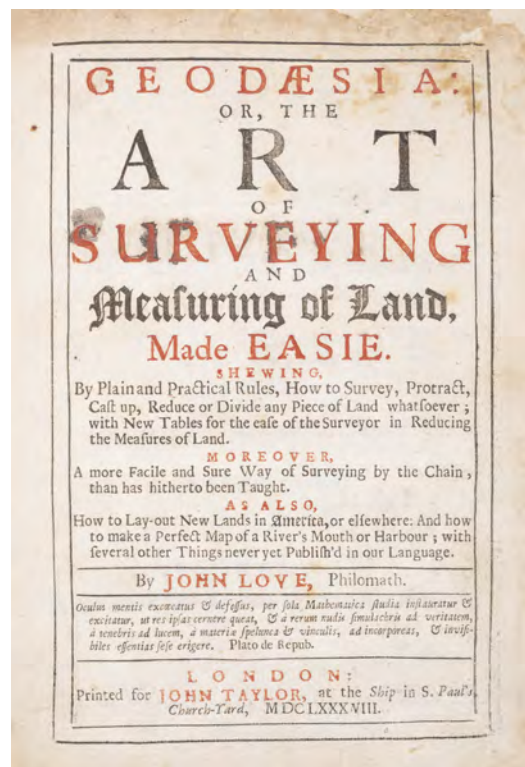 GEODÆSIA:
OR, THE
ART
OF
SURVEYING
AND
Meaſuring of Land,
Made EASIE.
SHEWING,
By Plain and Practical Rules, How to Survey, Protract,
Caſt up, Reduce or Divide any Piece of Land whatſoever;
with New Tables for the eaſe of the Surveyor in Reducing
the Meaſures of Land.
MOREOVER,
A more Facile and Sure Way of Surveying by the Chain,
than has hitherto been Taught.
AS ALSO,
How to Lay-out New Lands in America, or elſewhere: And how
to make a Perfect Map of a River's Mouth or Harbour; with
ſeveral other Things never yet Publiſh'd in our Language.
By JOHN LOVE, Philomath.
Oculus mentis excœcatus & defeſſus, per ſola Mathematica ſtudia inſtauratur &
excitatur, ut res ipſas cernere queat, & à rerum nudis ſimulachris ad veritatem,
à tenebris ad lucem, à materiæ ſpelunca & vinculis, ad incorporeas, & inviſi-
biles eſſentias ſeſe erigere. Plato de Repub.
LONDON:
Printed for JOHN TAYLOR, at the Ship in S. Paul's
Church-Yard, MDCLXXXVIII.